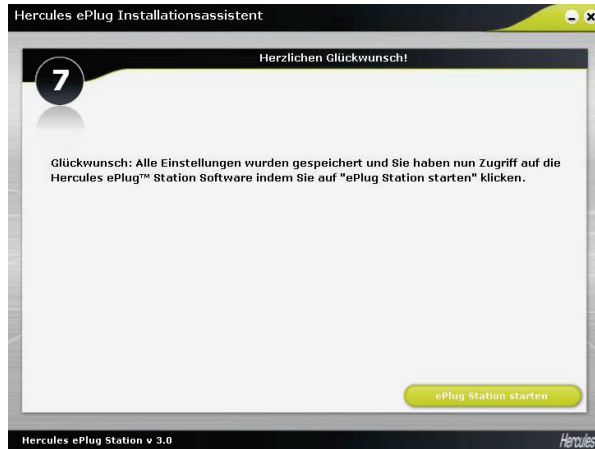 Hercules ePlug Installationsassistent
Herzlichen Glückwunsch!
7
Glückwunsch: Alle Einstellungen wurden gespeichert und Sie haben nun Zugriff auf die
Hercules ePlug™ Station Software indem Sie auf "ePlug Station starten" klicken.
ePlug Station starten
Hercules ePlug Station v 3.0
Hercules